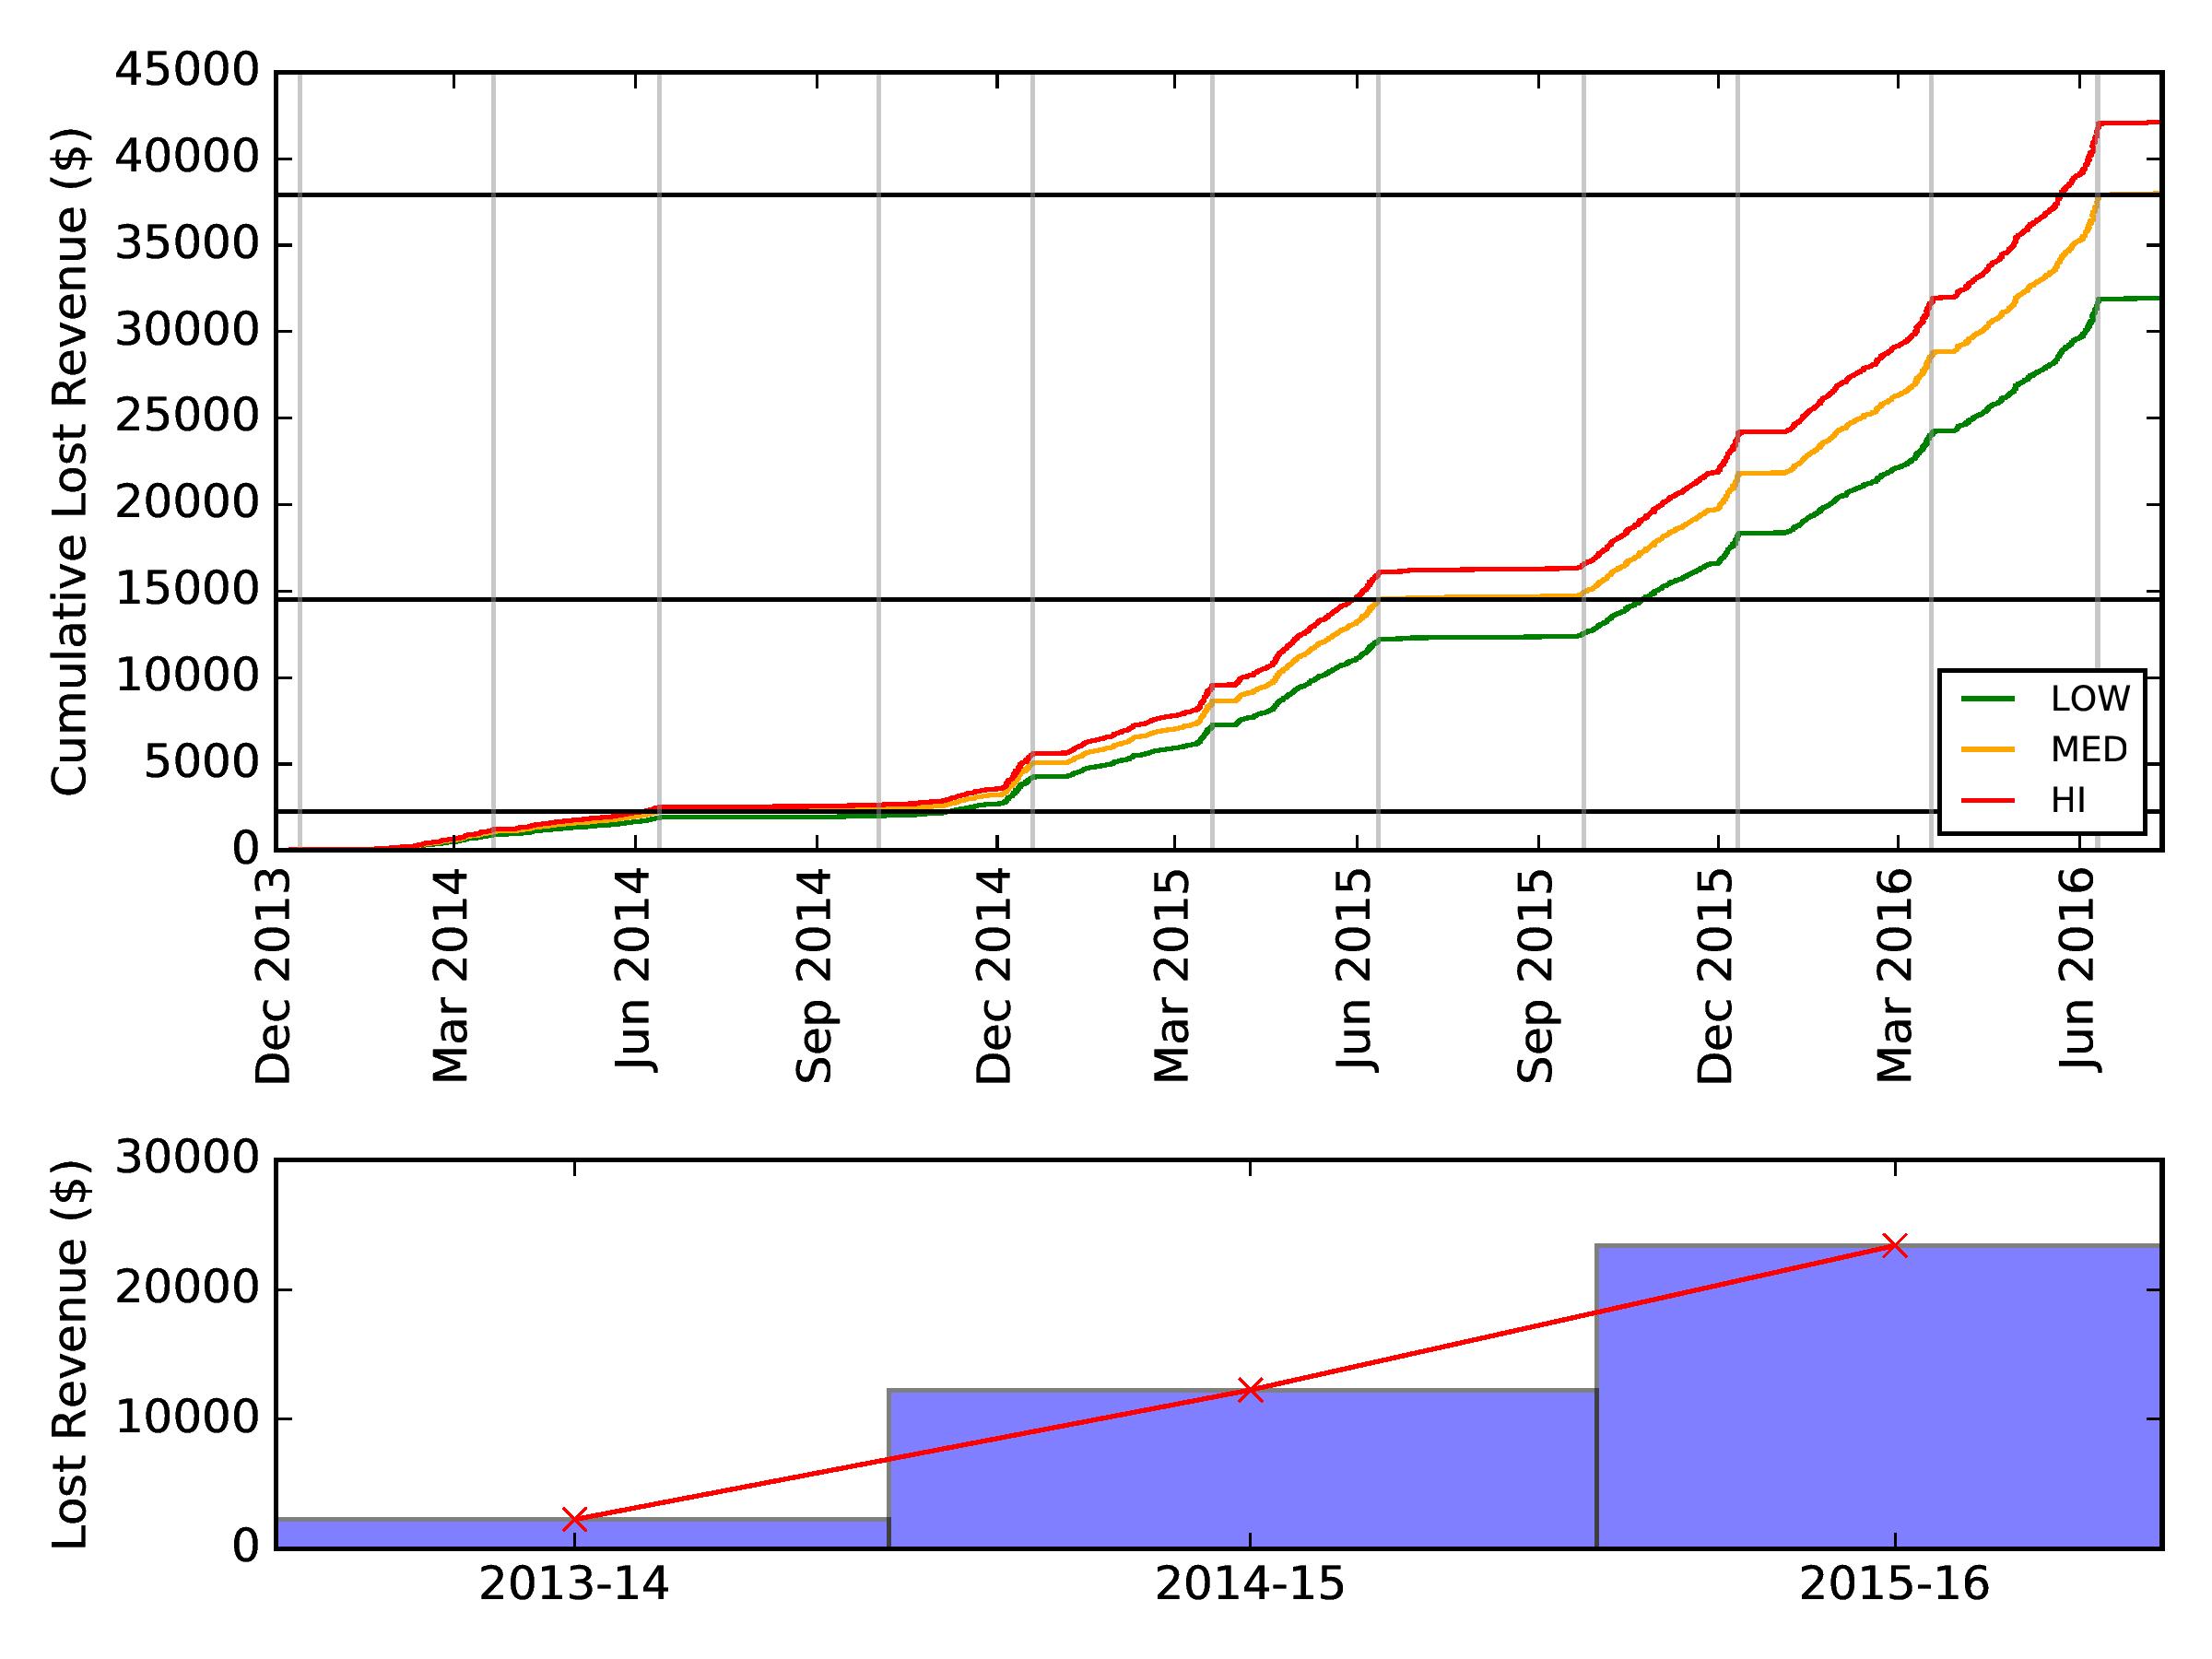 Cumulative Lost Revenue ($)
45000
40000
35000
30000
25000
20000
15000
10000
5000
0
LOW
MED
HI
Dec 2013
Mar 2014
Jun 2014
Sep 2014
Dec 2014
Mar 2015
Jun 2015
Sep 2015
Dec 2015
Mar 2016
Jun 2016
Lost Revenue ($)
30000
20000
10000
0
2013-14
2014-15
2015-16